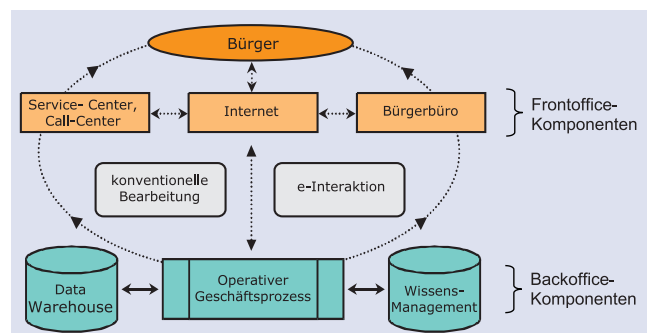 Bürger
Service- Center,
Call-Center
Internet
Bürgerbüro
Frontoffice-
Komponenten
konventionelle
Bearbeitung
e-Interaktion
Data
Warehouse
Operativer
Geschäftsprozess
Wissens-
Management
Backoffice-
Komponenten